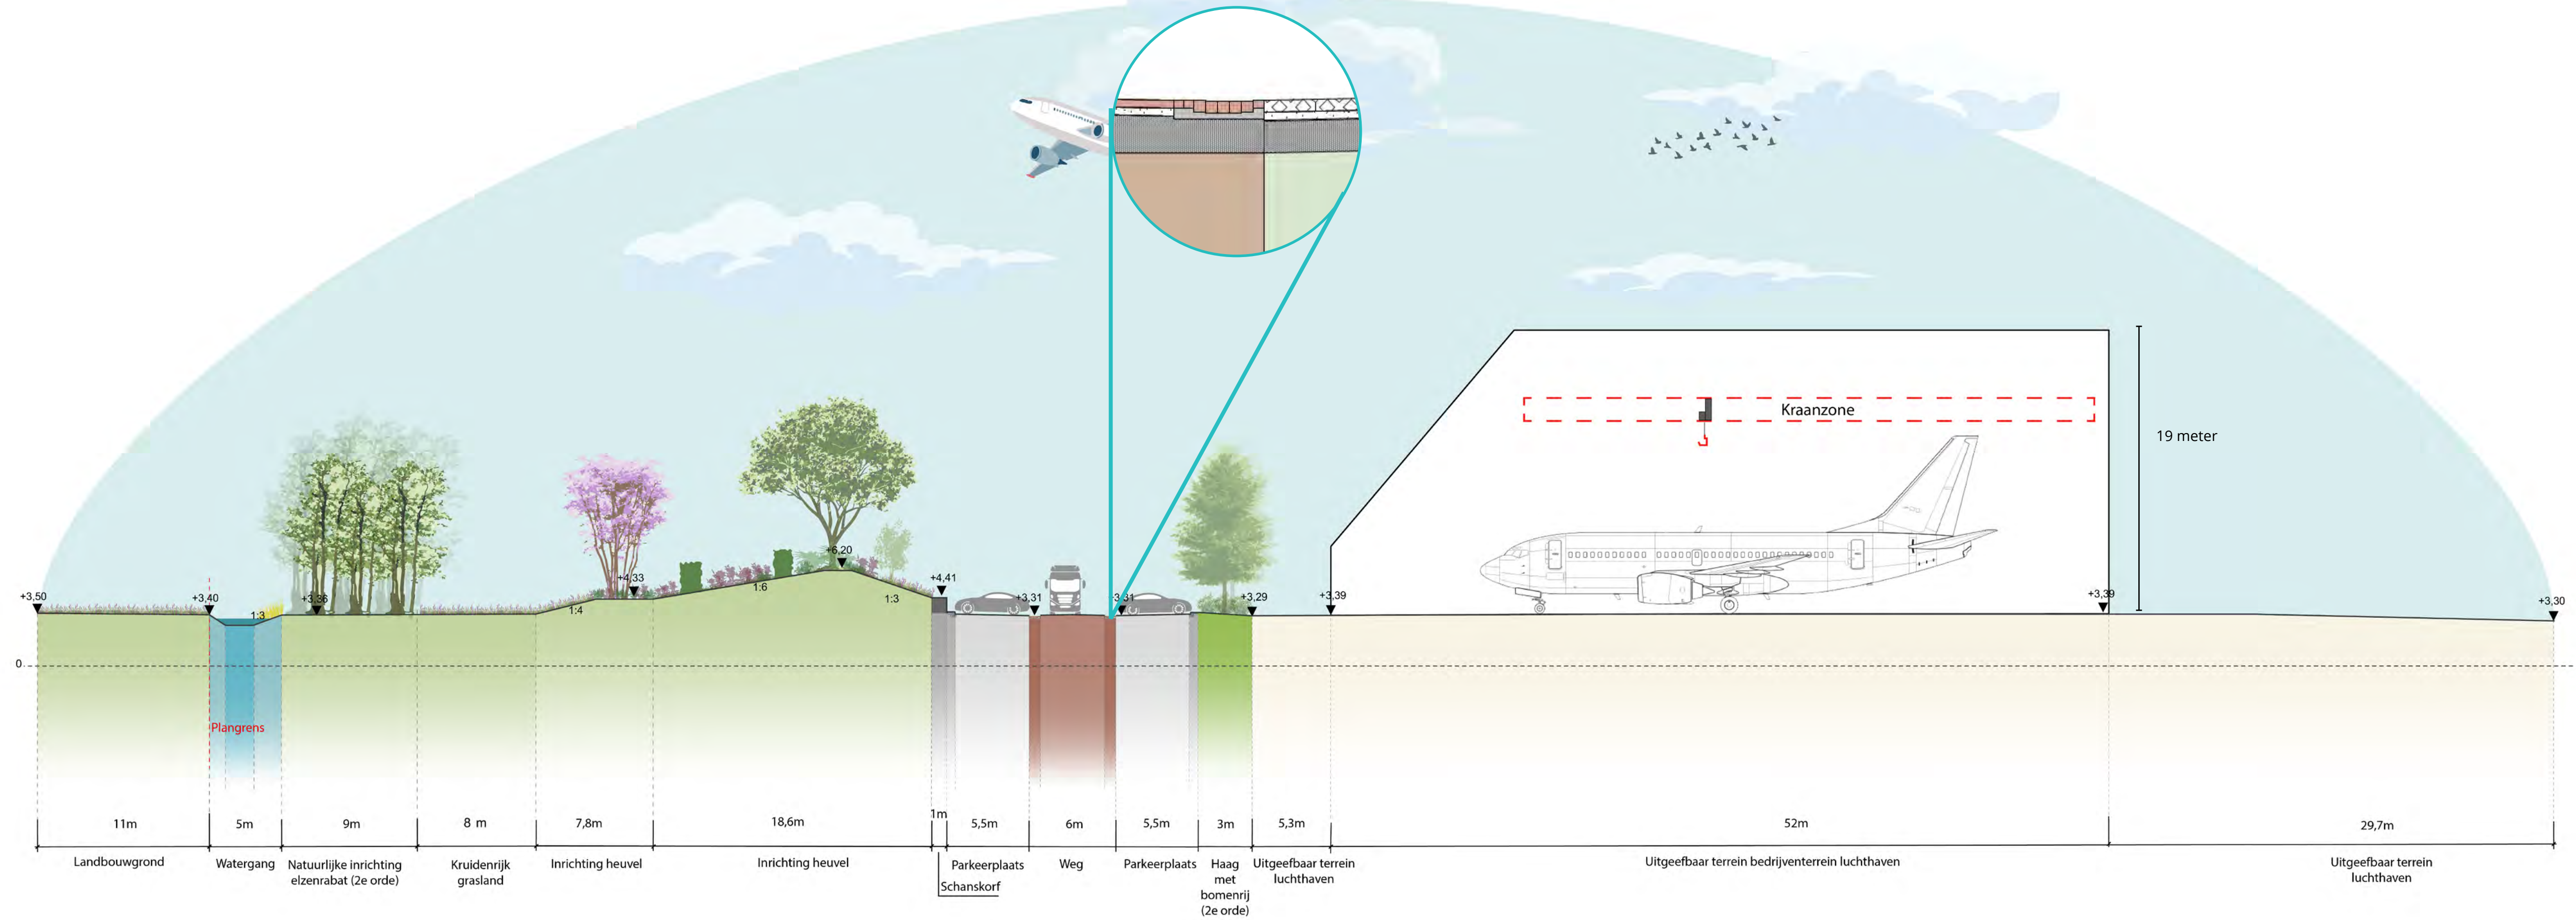 Kraanzone
19 meter
+6,20
+4,33
+4,41
1:6
1:3
1:4
+3,50
+3,40
1:3
+3,36
+3,31
+3,31
+3,29
+3,39
+3,39
+3,30
0
Plangrens
11m
5m
9m
8 m
7,8m
18,6m
1m
5,5m
6m
5,5m
3m
5,3m
52m
29,7m
Landbouwgrond
Watergang
Natuurlijke inrichting
elzenrabat (2e orde)
Kruidenrijk
grasland
Inrichting heuvel
Inrichting heuvel
Schanskorf
Parkeerplaats
Weg
Parkeerplaats
Haag
met
bomenrij
(2e orde)
Uitgeefbaar terrein
luchthaven
Uitgeefbaar terrein bedrijventerrein luchthaven
Uitgeefbaar terrein
luchthaven